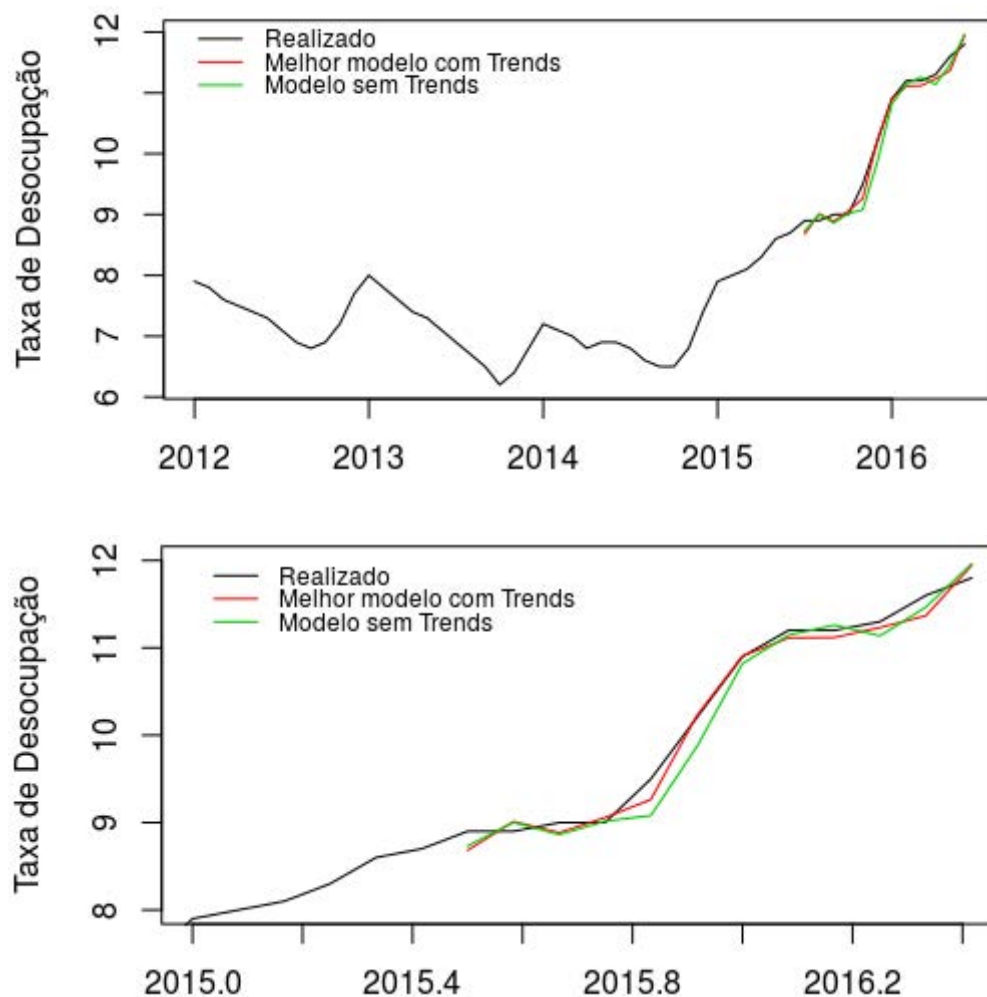 Taxa de Desocupação
12
10
9
8
7
6
Realizado
Melhor modelo com Trends
Modelo sem Trends
2012 2013 2014 2015 2016
Taxa de Desocupação
12
11
10
9
8
Realizado
Melhor modelo com Trends
Modelo sem Trends
2015.0 2015.4 2015.8 2016.2